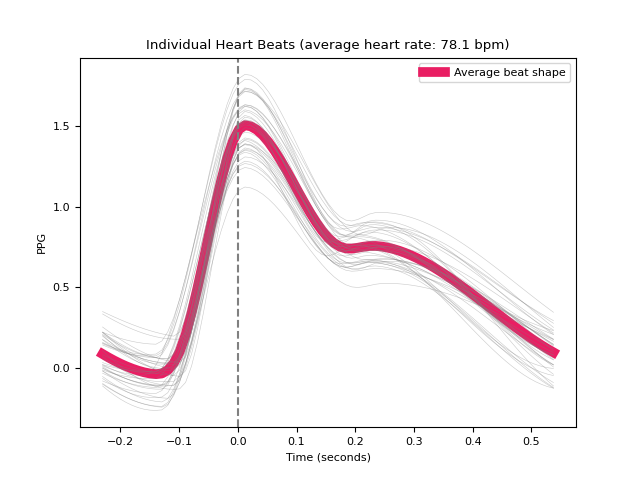 Individual Heart Beats (average heart rate: 78.1 bpm)
Average beat shape
1.5
1.0
0.5
0.0
PPG
−0.2 −0.1 0.0 0.1 0.2 0.3 0.4 0.5
Time (seconds)